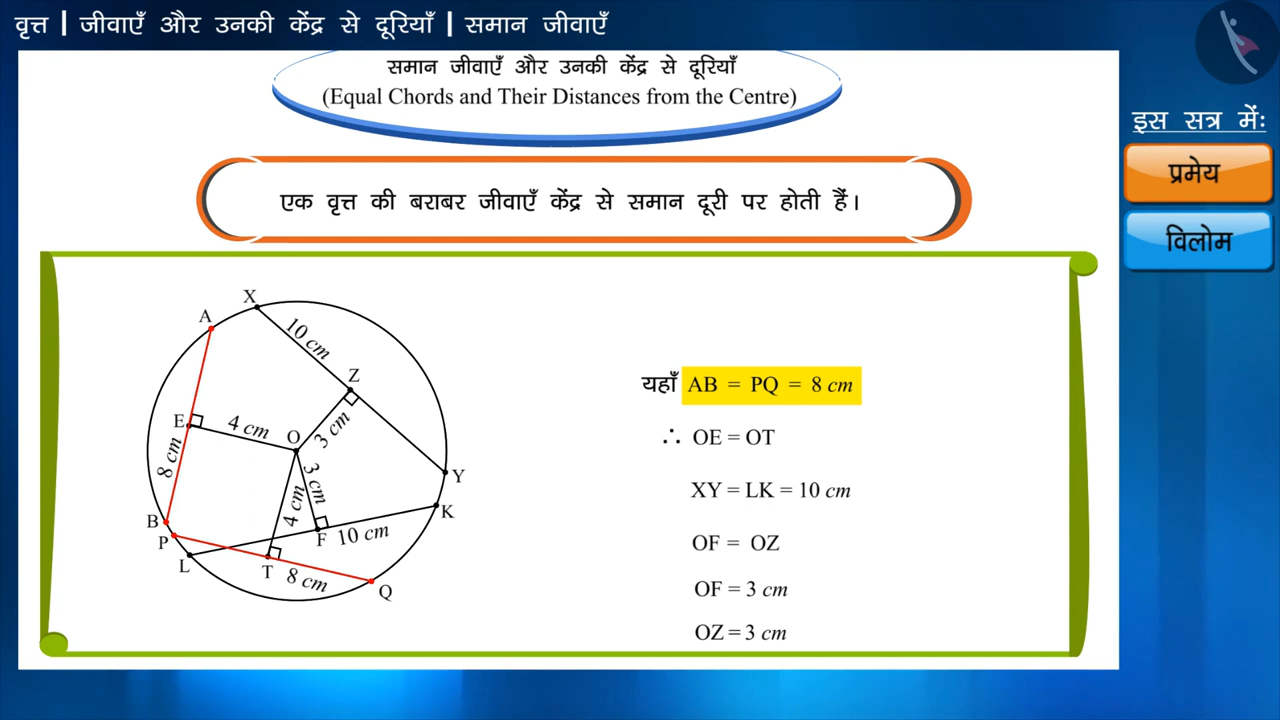 वृत्त | जीवाएँ और उनकी केंद्र से दूरियाँ | समान जीवाएँ
समान जीवाएँ और उनकी केंद्र से दूरियाँ
(Equal Chords and Their Distances from the Centre)
इस सत्र में:
प्रमेय
विलोम
एक वृत्त की बराबर जीवाएँ केंद्र से समान दूरी पर होती हैं।
X
A
10 cm
Z
E
4 cm
O
3 cm
8 cm
3 cm
Y
4 cm
K
B
P
F
10 cm
L
T
8 cm
Q
यहाँ AB = PQ = 8 cm
∴ OE = OT
XY = LK = 10 cm
OF = OZ
OF = 3 cm
OZ = 3 cm